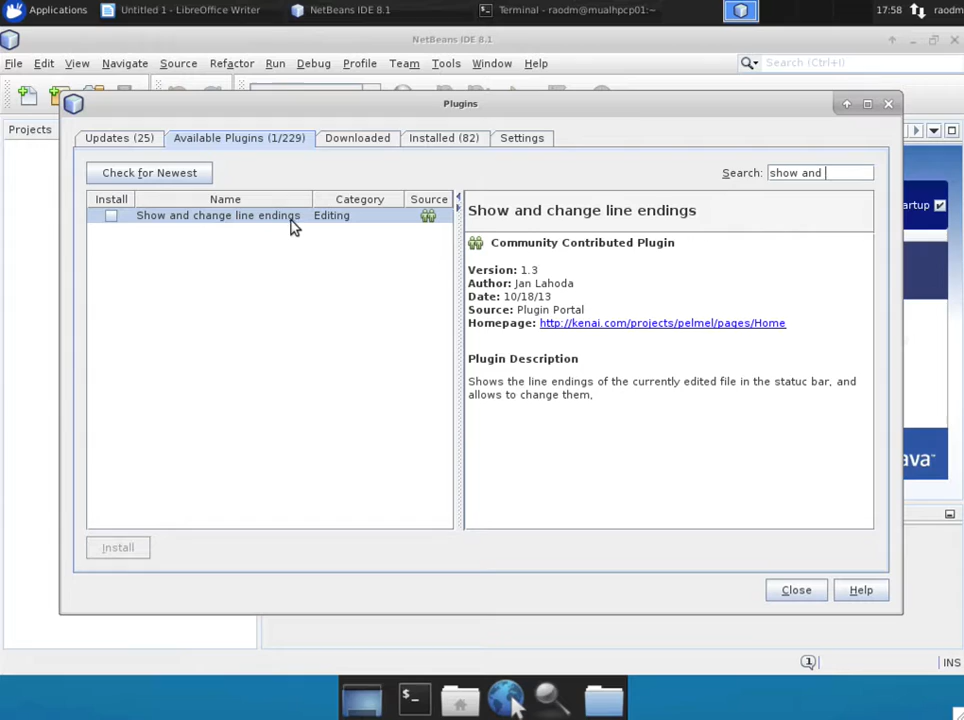 Applications
Untitled 1 - LibreOffice Writer
NetBeans IDE 8.1
Terminal - raodm@mualhpcp01:~
17:58
raodm
NetBeans IDE 8.1
File Edit View Navigate Source Refactor Run Debug Profile Team Tools Window Help
Search (Ctrl+I)
Plugins
Projects
Updates (25)
Available Plugins (1/229)
Downloaded
Installed (82)
Settings
Check for Newest
Search: show and
Install Name Category Source
Show and change line endings Editing
Show and change line endings
Community Contributed Plugin
Version: 1.3
Author: Jan Lahoda
Date: 10/18/13
Source: Plugin Portal
Homepage: http://kenai.com/projects/pelmel/pages/Home
Plugin Description
Shows the line endings of the currently edited file in the statuc bar, and
allows to change them.
artup
ava™
Install
Close
Help
1
INS